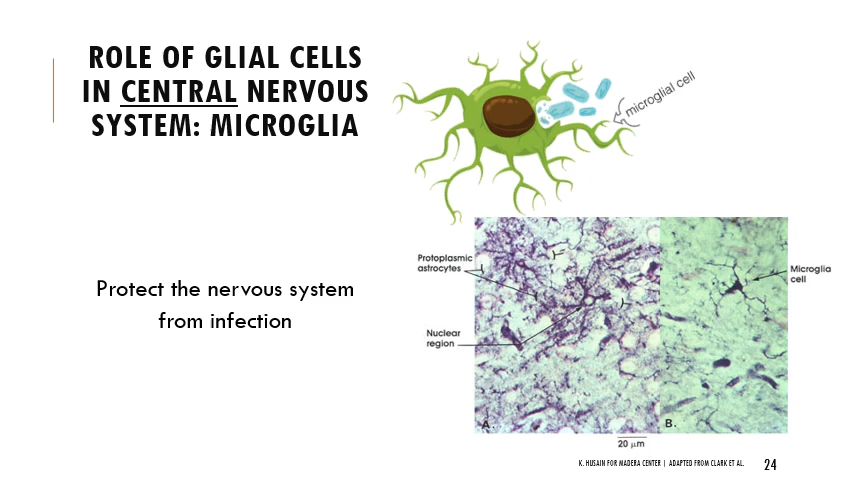 ROLE OF GLIAL CELLS
IN CENTRAL NERVOUS
SYSTEM: MICROGLIA
microglial cell
Protect the nervous system
from infection
Protoplasmic
astrocytes
Nuclear
region
Microglia
cell
A.
B.
20 µm
K. HUSAIN FOR MADERA CENTER | ADAPTED FROM CLARK ET AL.
24